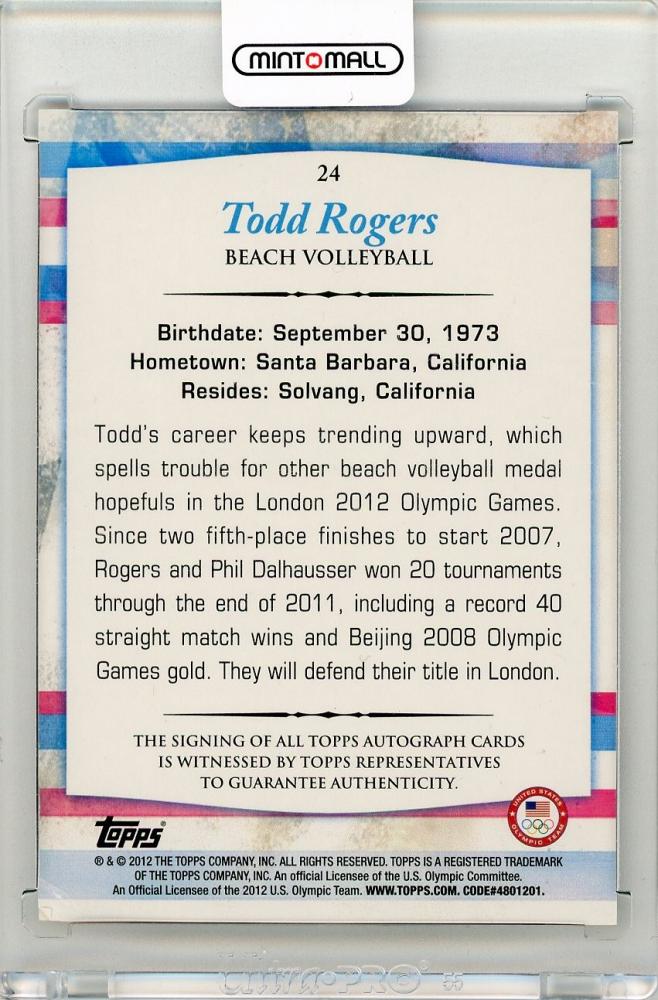 MINTOMALL
24
Todd Rogers
BEACH VOLLEYBALL
Birthdate: September 30, 1973
Hometown: Santa Barbara, California
Resides: Solvang, California
Todd's career keeps trending upward, which
spells trouble for other beach volleyball medal
hopefuls in the London 2012 Olympic Games.
Since two fifth-place finishes to start 2007,
Rogers and Phil Dalhausser won 20 tournaments
through the end of 2011, including a record 40
straight match wins and Beijing 2008 Olympic
Games gold. They will defend their title in London.
THE SIGNING OF ALL TOPPS AUTOGRAPH CARDS
IS WITNESSED BY TOPPS REPRESENTATIVES
TO GUARANTEE AUTHENTICITY.
UNITED STATES
OLYMPIC TEAM
Topps
® & © 2012 THE TOPPS COMPANY, INC. ALL RIGHTS RESERVED. TOPPS IS A REGISTERED TRADEMARK
OF THE TOPPS COMPANY, INC. An official Licensee of the U.S. Olympic Committee.
An Official Licensee of the 2012 U.S. Olympic Team. WWW.TOPPS.COM. CODE#4801201.
ultra·PRO® 55